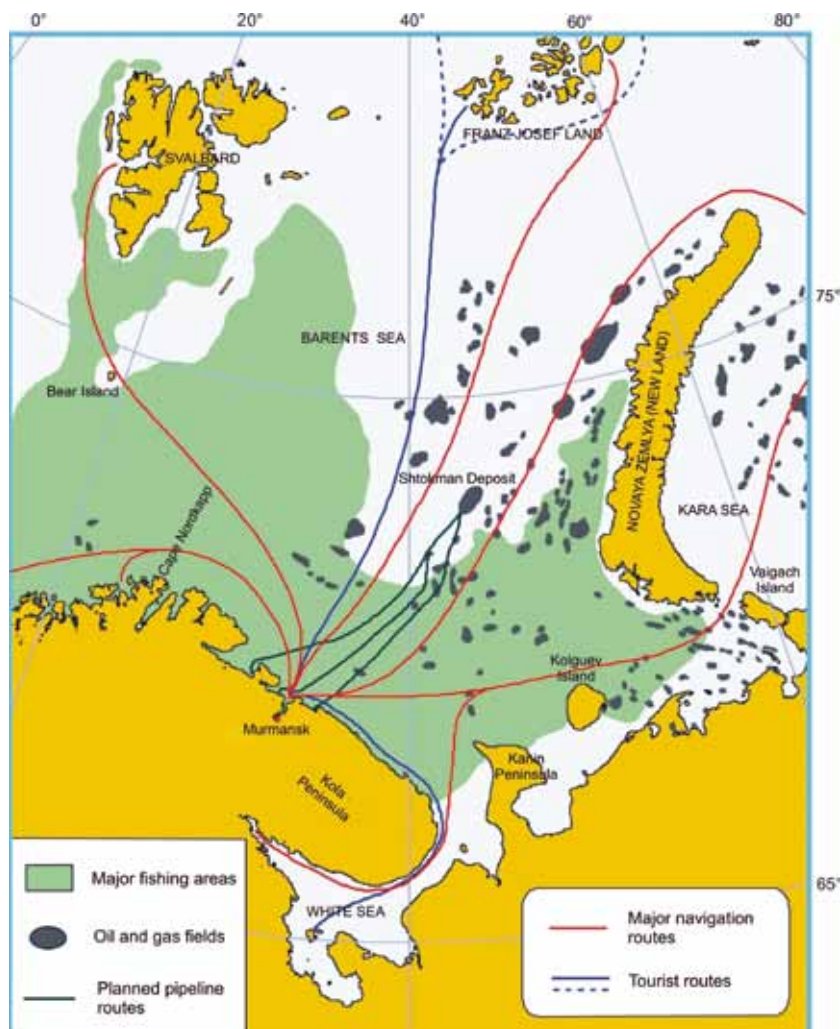 0°
20°
40°
60°
80°
FRANZ-JOSEF LAND
SVALBARD
75°
BARENTS SEA
Bear Island
NOVAYA ZEMLYA (NEW LAND)
Shtokman Deposit
KARA SEA
Cape Nordkapp
Vaigach
Island
Kolguev
Island
Murmansk
Kanin
Peninsula
Kola
Peninsula
65°
WHITE SEA
Major fishing areas
Oil and gas fields
Planned pipeline
routes
Major navigation
routes
Tourist routes